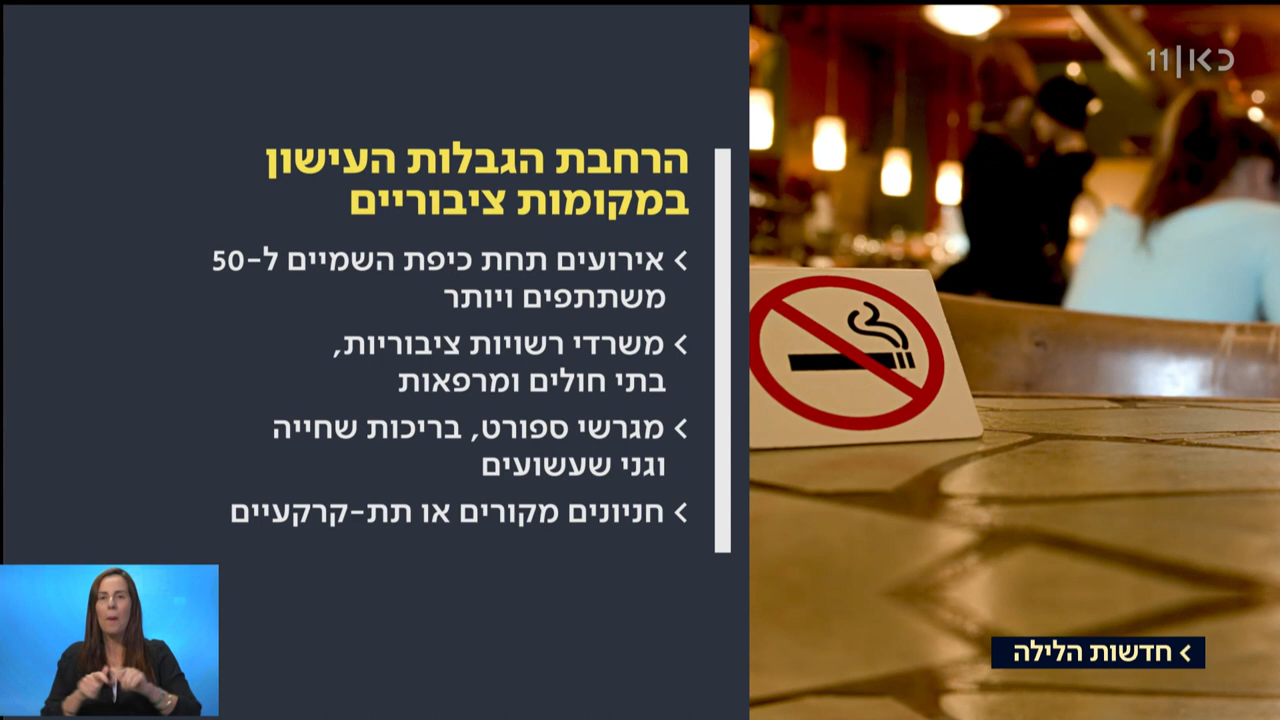 כאן|11
הרחבת הגבלות העישון
במקומות ציבוריים
> אירועים תחת כיפת השמיים ל-50
משתתפים ויותר
> משרדי רשויות ציבוריות,
בתי חולים ומרפאות
> מגרשי ספורט, בריכות שחייה
וגני שעשועים
> חניונים מקורים או תת-קרקעיים
> חדשות הלילה